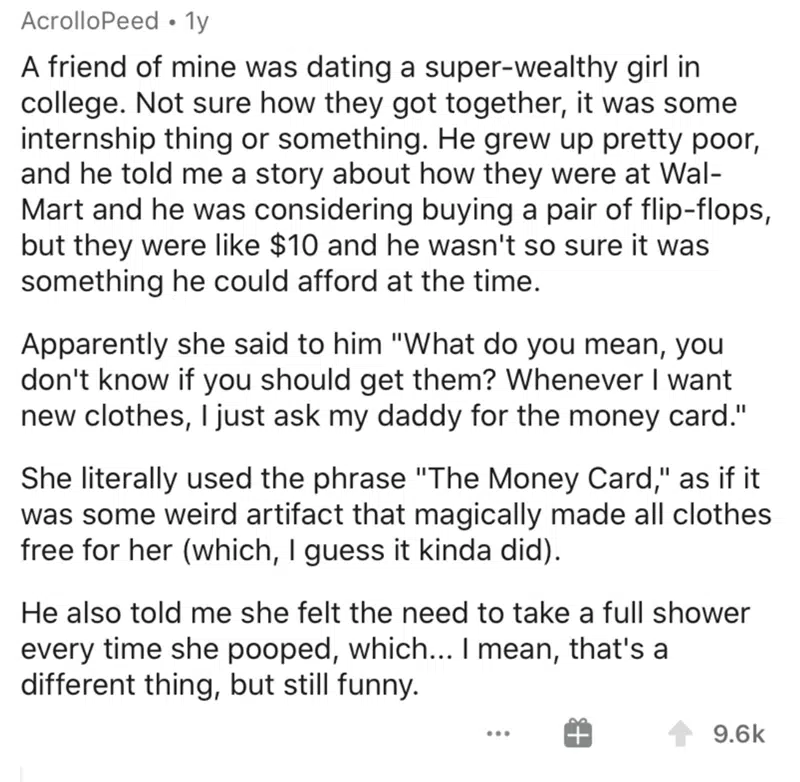 AcrolloPeed • 1y
A friend of mine was dating a super-wealthy girl in
college. Not sure how they got together, it was some
internship thing or something. He grew up pretty poor,
and he told me a story about how they were at Wal-
Mart and he was considering buying a pair of flip-flops,
but they were like $10 and he wasn't so sure it was
something he could afford at the time.
Apparently she said to him "What do you mean, you
don't know if you should get them? Whenever I want
new clothes, I just ask my daddy for the money card."
She literally used the phrase "The Money Card," as if it
was some weird artifact that magically made all clothes
free for her (which, I guess it kinda did).
He also told me she felt the need to take a full shower
every time she pooped, which... I mean, that's a
different thing, but still funny.
9.6k